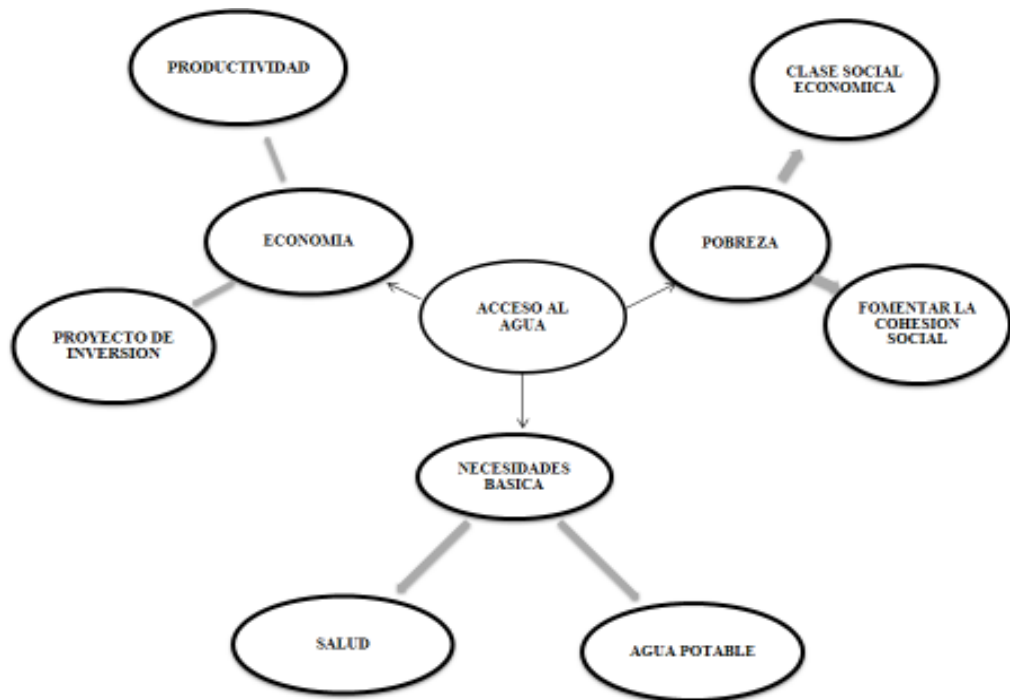 PRODUCTIVIDAD
CLASE SOCIAL
ECONOMICA
ECONOMIA
POBREZA
ACCESO AL
AGUA
PROYECTO DE
INVERSION
FOMENTAR LA
COHESION
SOCIAL
NECESIDADES
BASICA
SALUD
AGUA POTABLE